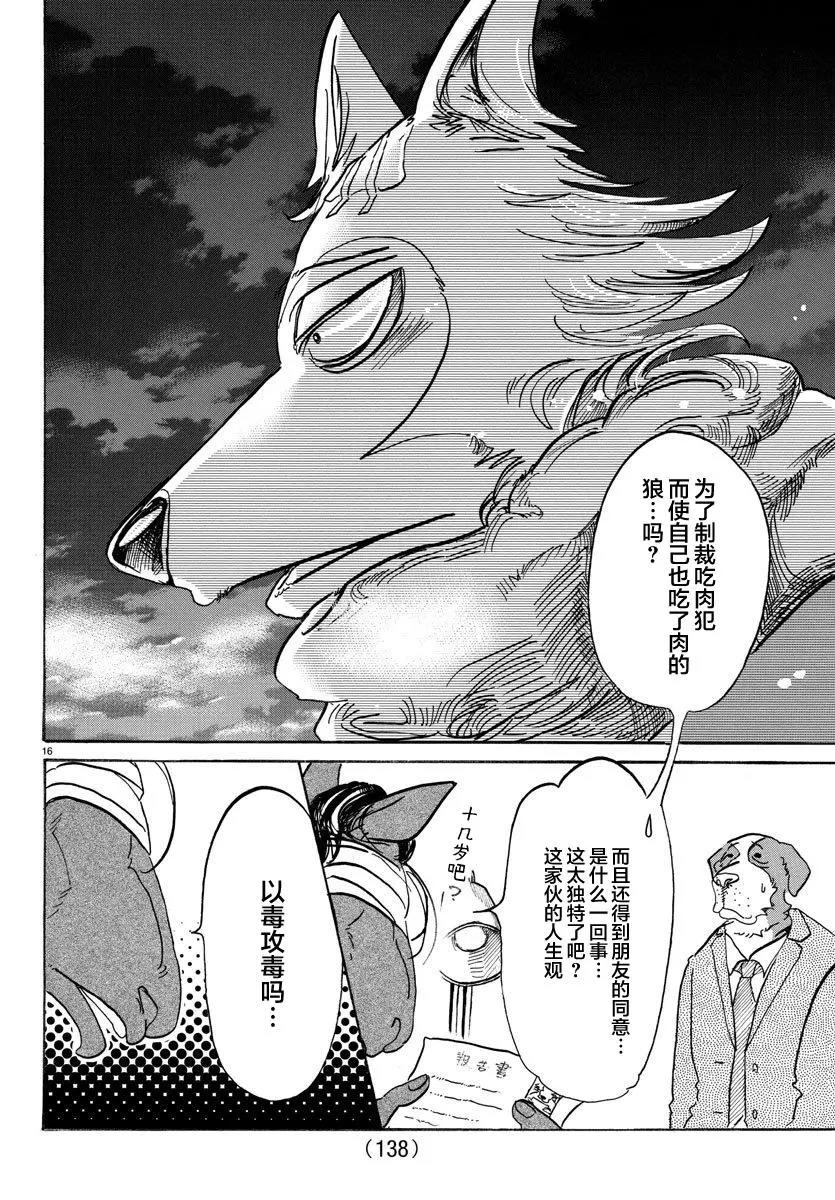 为了制裁吃肉犯
而使自己也吃了肉的
狼…吗？
16
而且还得到朋友的同意…
是什么一回事…
这太独特了吧？
这家伙的人生观
十几岁吧？
報告書
以毒攻毒吗…
(138)